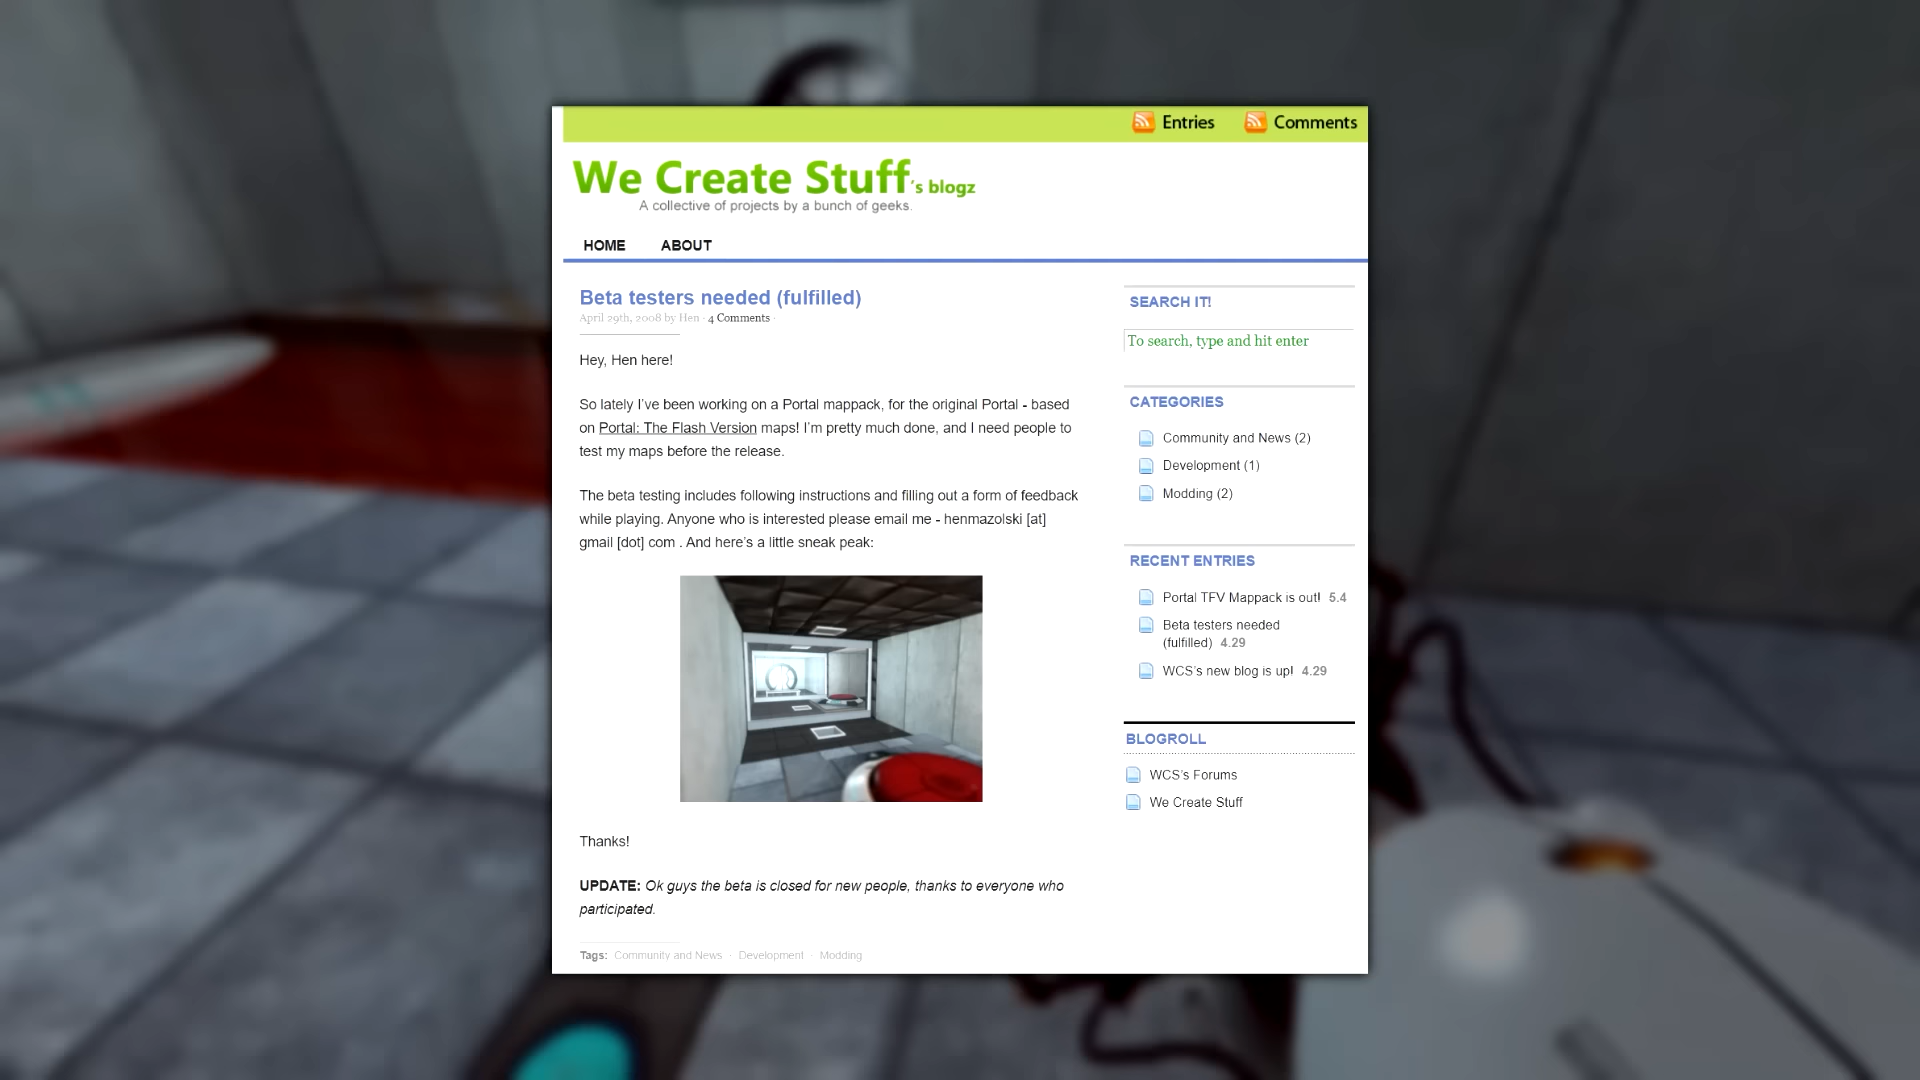 Entries
Comments
We Create Stuff's blogz
A collective of projects by a bunch of geeks.
HOME
ABOUT
Beta testers needed (fulfilled)
April 29th, 2008 by Hen · 4 Comments ·
Hey, Hen here!
So lately I've been working on a Portal mappack, for the original Portal - based
on Portal: The Flash Version maps! I'm pretty much done, and I need people to
test my maps before the release.
The beta testing includes following instructions and filling out a form of feedback
while playing. Anyone who is interested please email me - henmazolski [at]
gmail [dot] com . And here's a little sneak peak:
Thanks!
UPDATE: Ok guys the beta is closed for new people, thanks to everyone who
participated.
Tags: Community and News · Development · Modding
SEARCH IT!
To search, type and hit enter
CATEGORIES
Community and News (2)
Development (1)
Modding (2)
RECENT ENTRIES
Portal TFV Mappack is out! 5.4
Beta testers needed
(fulfilled) 4.29
WCS's new blog is up! 4.29
BLOGROLL
WCS's Forums
We Create Stuff